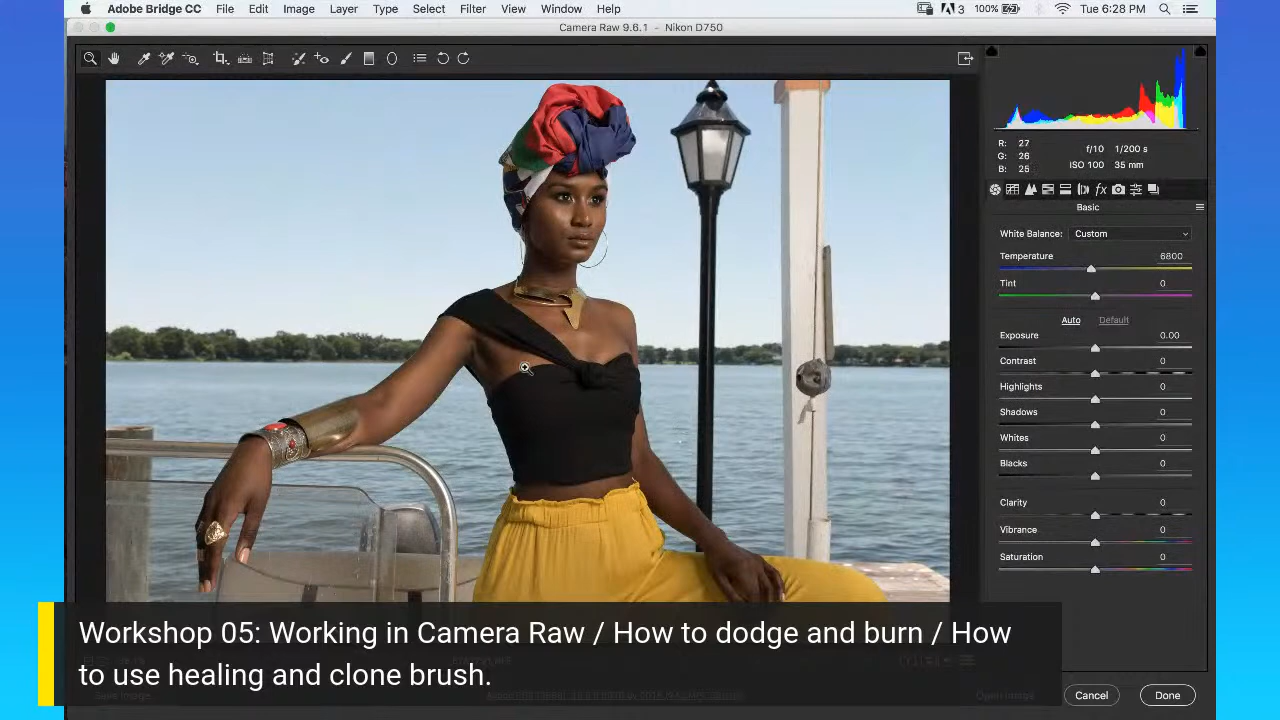 Adobe Bridge CC File Edit Image Layer Type Select Filter View Window Help 3 100% Tue 6:28 PM
Camera Raw 9.6.1 - Nikon D750
R: 27 f/10 1/200 s
G: 26
B: 25 ISO 100 35 mm
Basic
White Balance: Custom
Temperature 6800
Tint 0
Auto Default
Exposure 0.00
Contrast 0
Highlights 0
Shadows 0
Whites 0
Blacks 0
Clarity 0
Vibrance 0
Saturation 0
Workshop 05: Working in Camera Raw / How to dodge and burn / How
to use healing and clone brush.
Save Image... Open Image Cancel Done